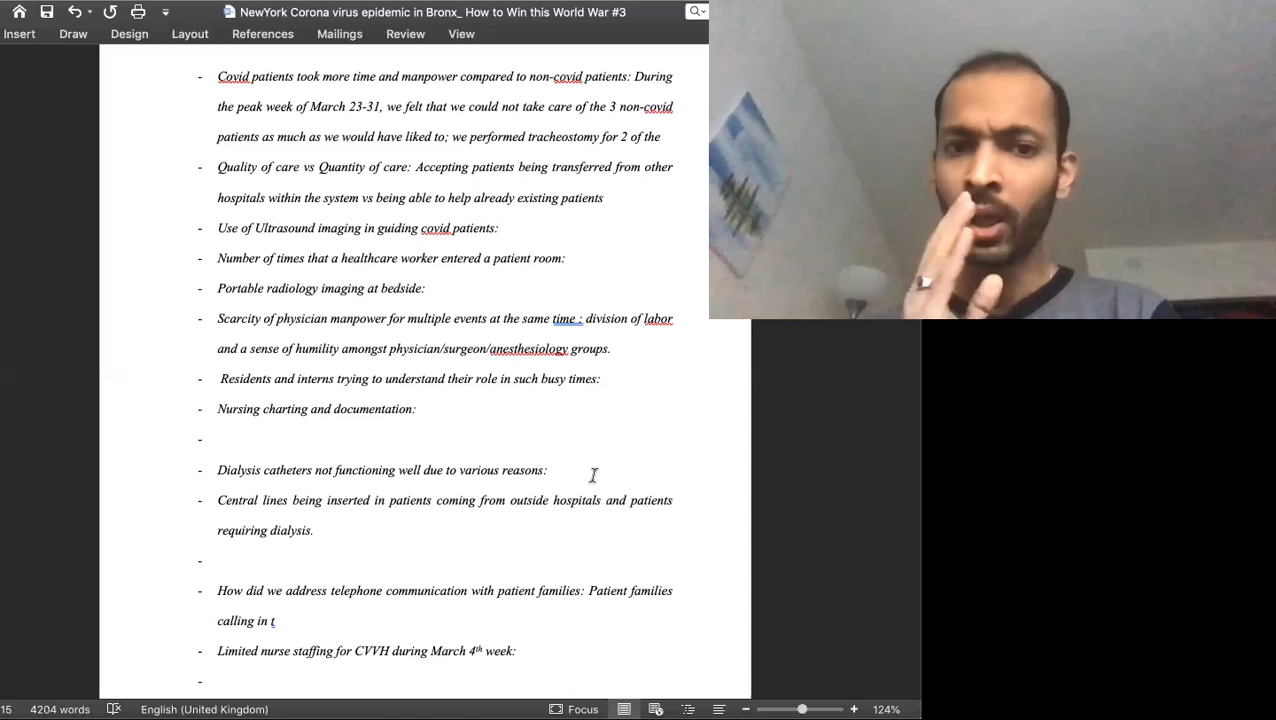 NewYork Corona virus epidemic in Bronx_ How to Win this World War #3
Insert Draw Design Layout References Mailings Review View
- Covid patients took more time and manpower compared to non-covid patients: During
the peak week of March 23-31, we felt that we could not take care of the 3 non-covid
patients as much as we would have liked to; we performed tracheostomy for 2 of the
- Quality of care vs Quantity of care: Accepting patients being transferred from other
hospitals within the system vs being able to help already existing patients
- Use of Ultrasound imaging in guiding covid patients:
- Number of times that a healthcare worker entered a patient room:
- Portable radiology imaging at bedside:
- Scarcity of physician manpower for multiple events at the same time ; division of labor
and a sense of humility amongst physician/surgeon/anesthesiology groups.
- Residents and interns trying to understand their role in such busy times:
- Nursing charting and documentation:
-
- Dialysis catheters not functioning well due to various reasons:
- Central lines being inserted in patients coming from outside hospitals and patients
requiring dialysis.
-
- How did we address telephone communication with patient families: Patient families
calling in t
- Limited nurse staffing for CVVH during March 4th week:
-
15 4204 words English (United Kingdom) Focus 124%